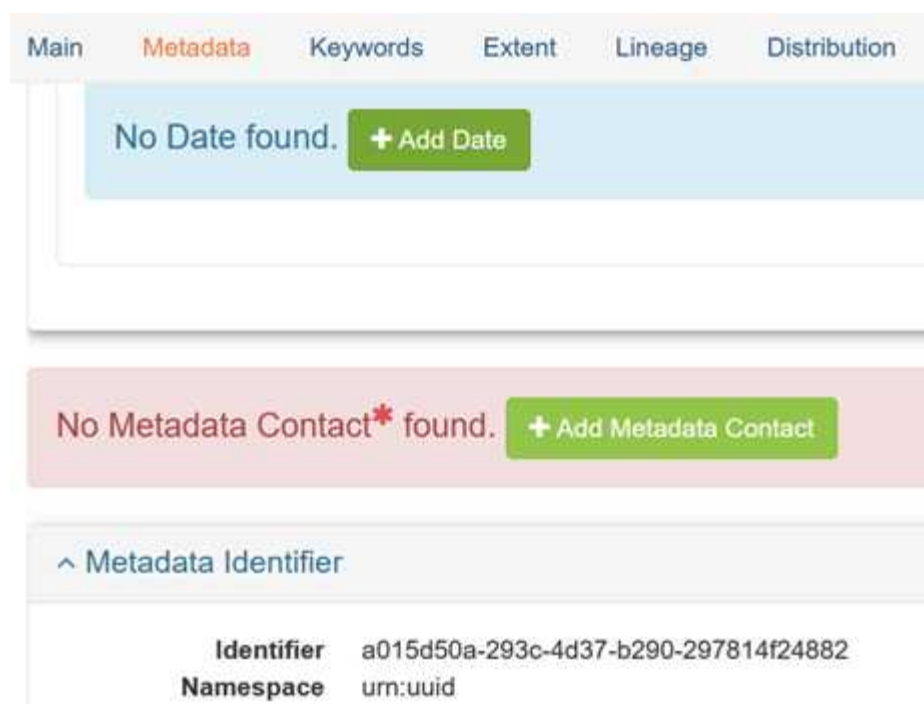 Main Metadata Keywords Extent Lineage Distribution
No Date found. + Add Date
No Metadata Contact* found. + Add Metadata Contact
Metadata Identifier
Identifier a015d50a-293c-4d37-b290-297814f24882
Namespace urn:uuid